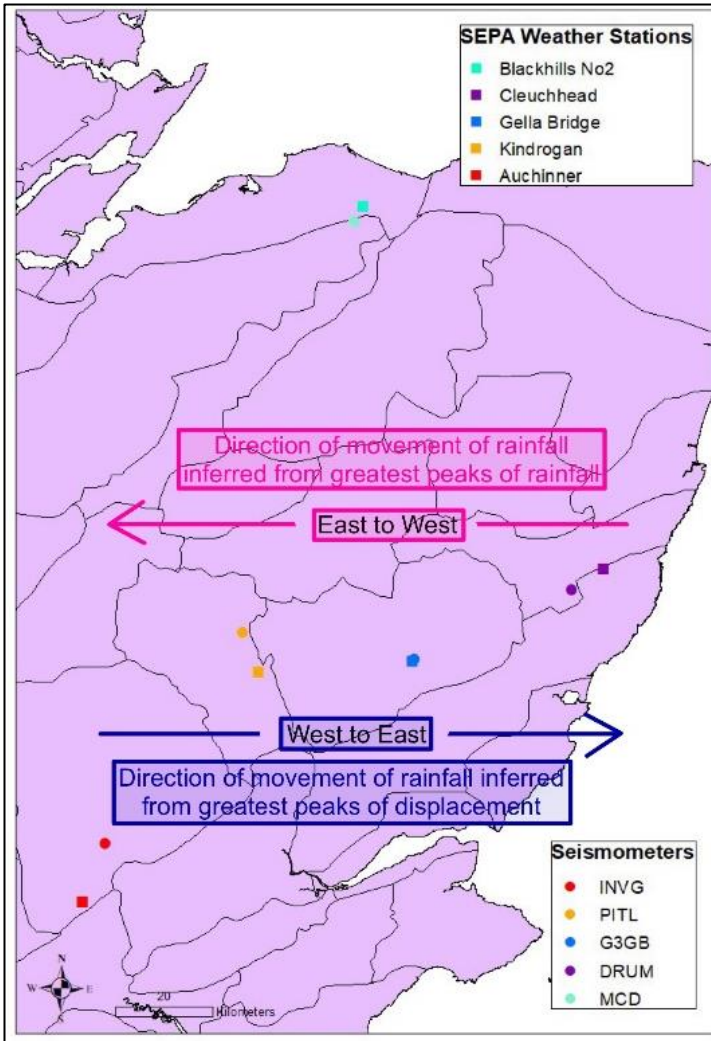 SEPA Weather Stations
Blackhills No2
Cleuchhead
Gella Bridge
Kindrogan
Auchinner
Direction of movement of rainfall
inferred from greatest peaks of rainfall
East to West
West to East
Direction of movement of rainfall inferred
from greatest peaks of displacement
Seismometers
INVG
PITL
G3GB
DRUM
MCD
N
W E
S
20
Kilometers